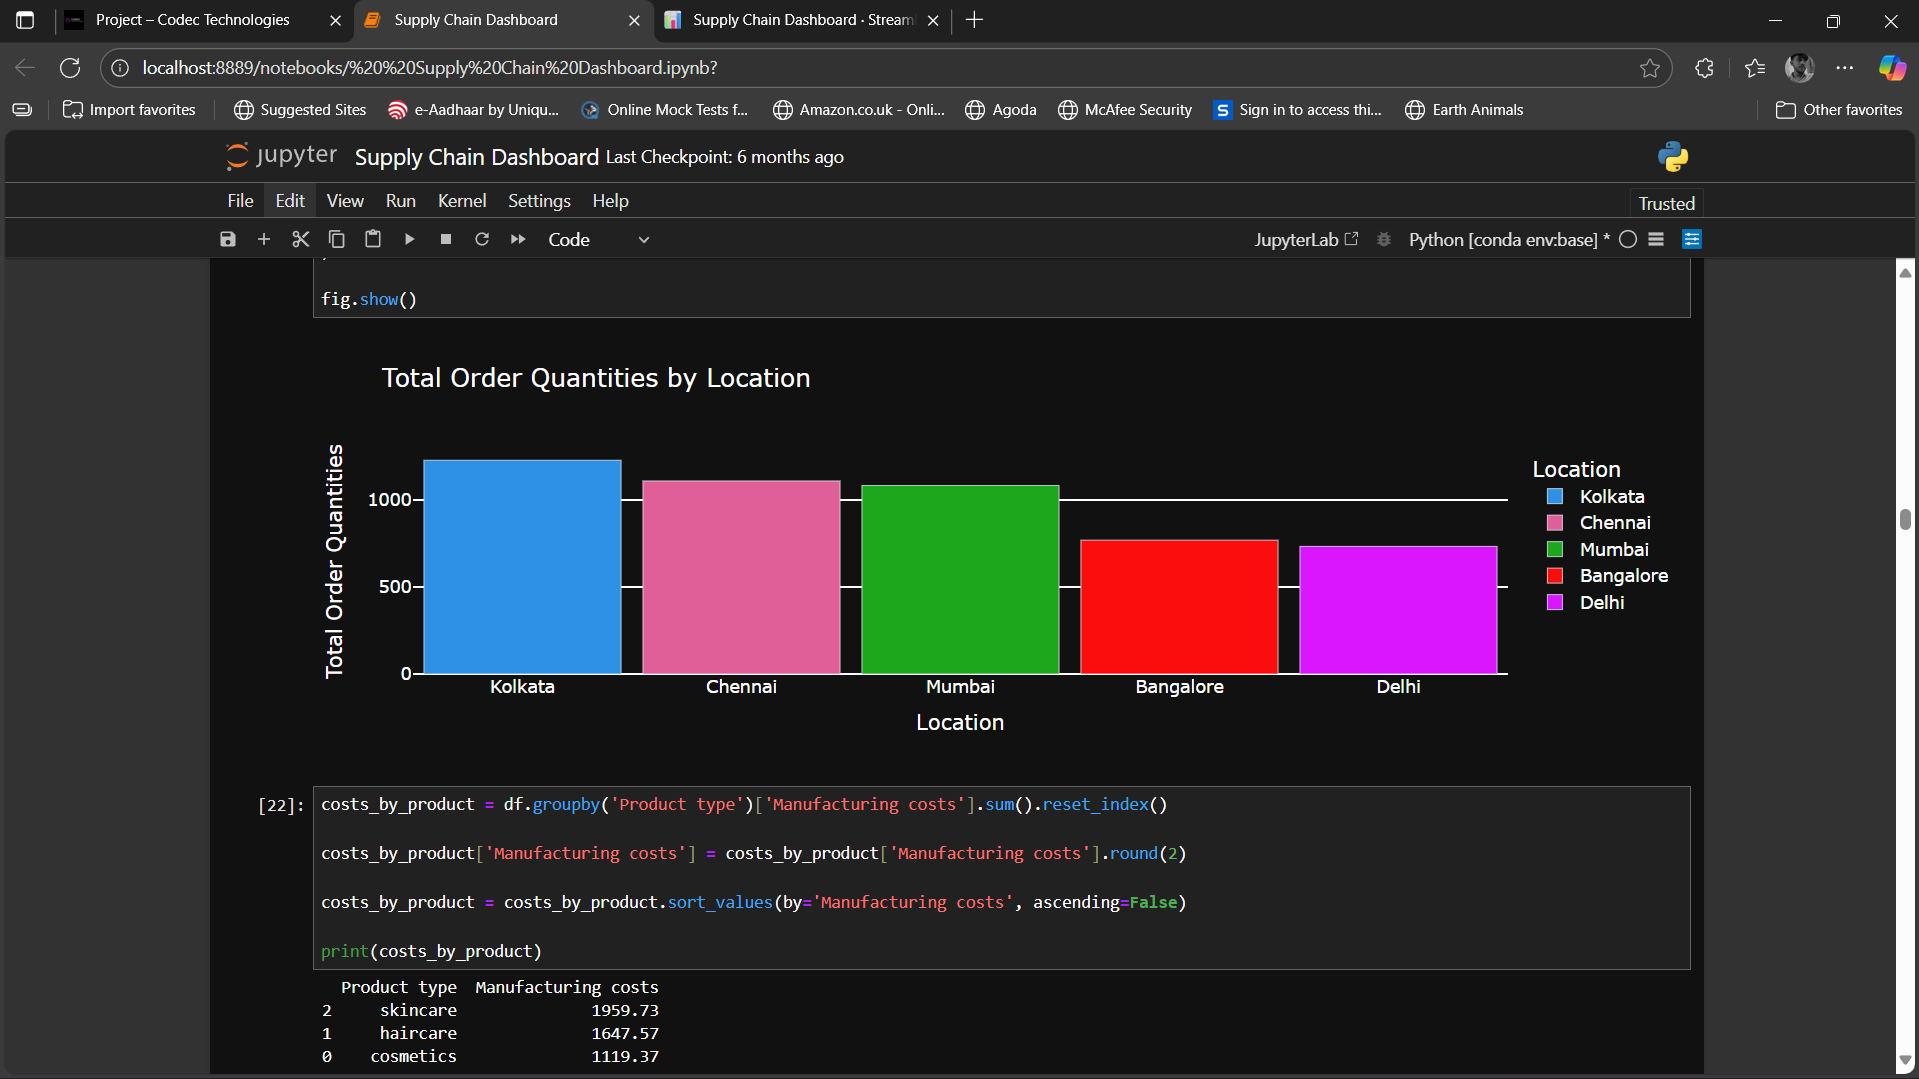 Project – Codec Technologies
Supply Chain Dashboard
Supply Chain Dashboard · Stream
localhost:8889/notebooks/%20%20Supply%20Chain%20Dashboard.ipynb?
Import favorites
Suggested Sites
e-Aadhaar by Uniqu...
Online Mock Tests f...
Amazon.co.uk - Onli...
Agoda
McAfee Security
S Sign in to access thi...
Earth Animals
Other favorites
jupyter Supply Chain Dashboard Last Checkpoint: 6 months ago
File Edit View Run Kernel Settings Help
Trusted
Code
JupyterLab
Python [conda env:base] *
fig.show()
Total Order Quantities by Location
Total Order Quantities
1000
500
0
Kolkata
Chennai
Mumbai
Bangalore
Delhi
Location
Location
Kolkata
Chennai
Mumbai
Bangalore
Delhi
[22]: costs_by_product = df.groupby('Product type')['Manufacturing costs'].sum().reset_index()
costs_by_product['Manufacturing costs'] = costs_by_product['Manufacturing costs'].round(2)
costs_by_product = costs_by_product.sort_values(by='Manufacturing costs', ascending=False)
print(costs_by_product)
Product type Manufacturing costs
2 skincare 1959.73
1 haircare 1647.57
0 cosmetics 1119.37